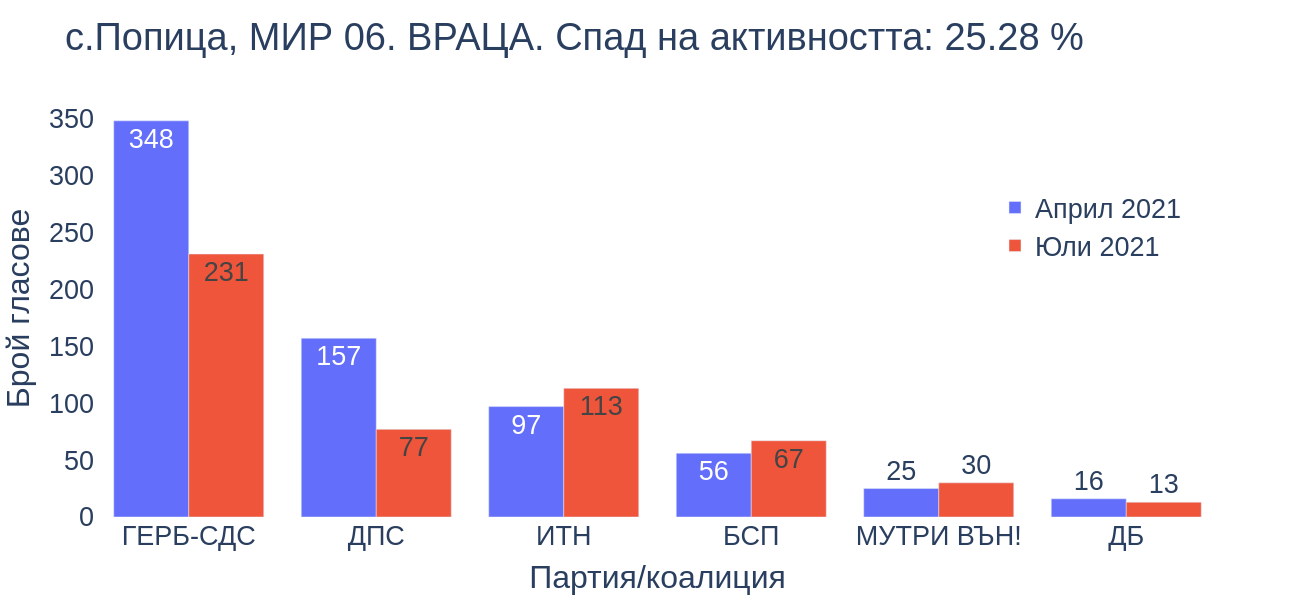 с.Попица, МИР 06. ВРАЦА. Спад на активността: 25.28 %
Брой гласове
350
300
250
200
150
100
50
0
348
231
157
77
97
113
56
67
25
30
16
13
Април 2021
Юли 2021
ГЕРБ-СДС
ДПС
ИТН
БСП
МУТРИ ВЪН!
ДБ
Партия/коалиция